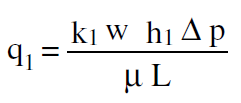 q₁ = k₁ w h₁ Δ p / μ L